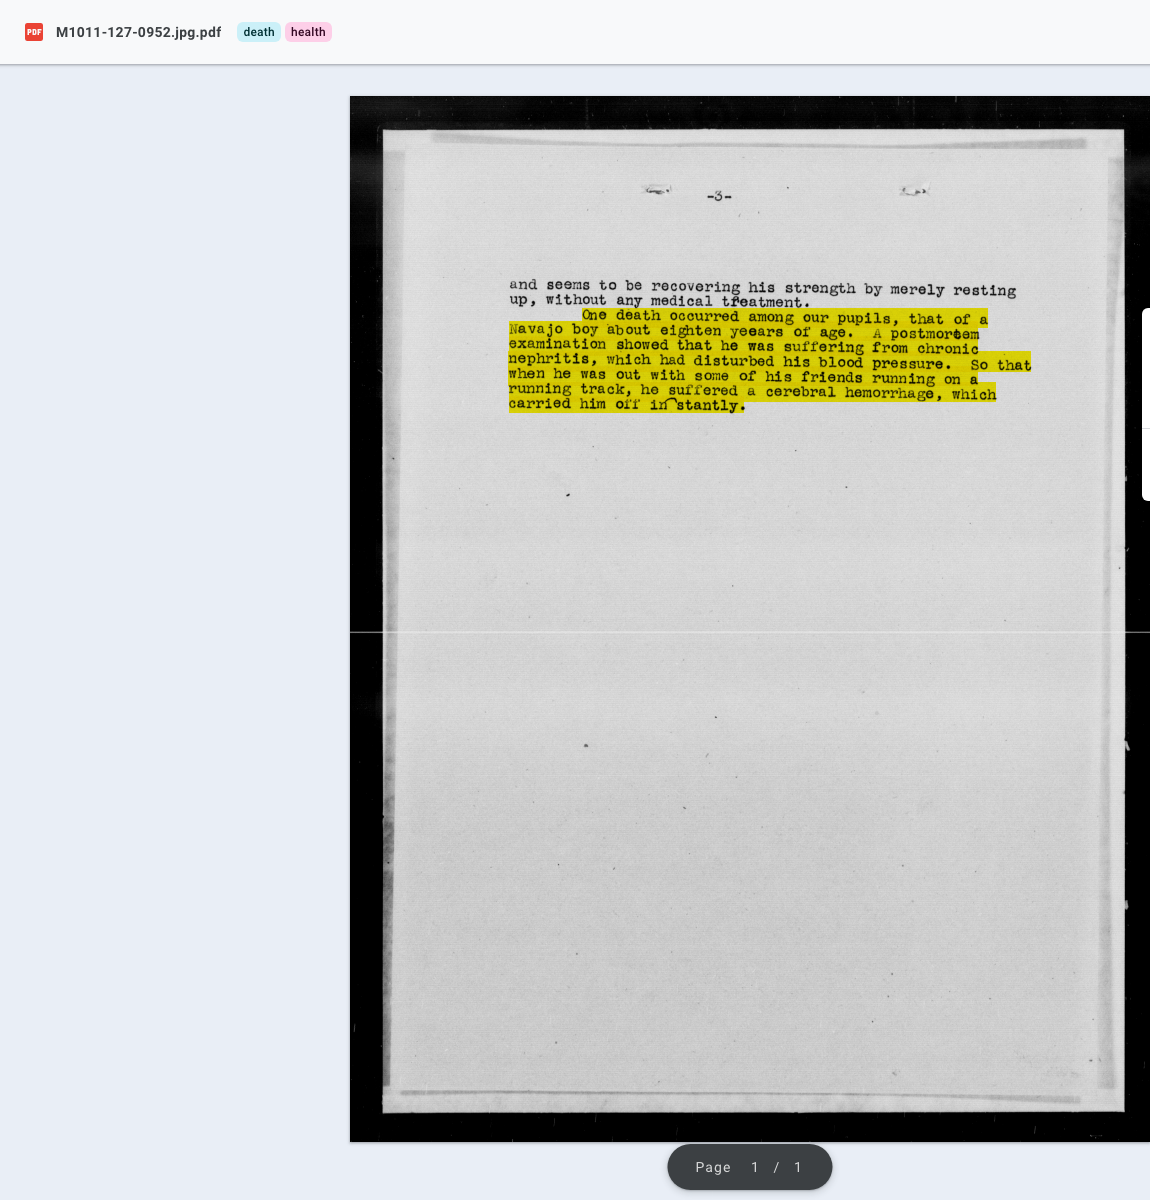 PDF M1011-127-0952.jpg.pdf death health
-3-
and seems to be recovering his strength by merely resting
up, without any medical treatment.
One death occurred among our pupils, that of a
Navajo boy about eighten yeears of age. A postmortem
examination showed that he was suffering from chronic
nephritis, which had disturbed his blood pressure. So that
when he was out with some of his friends running on a
running track, he suffered a cerebral hemorrhage, which
carried him off in stantly.
Page 1 / 1